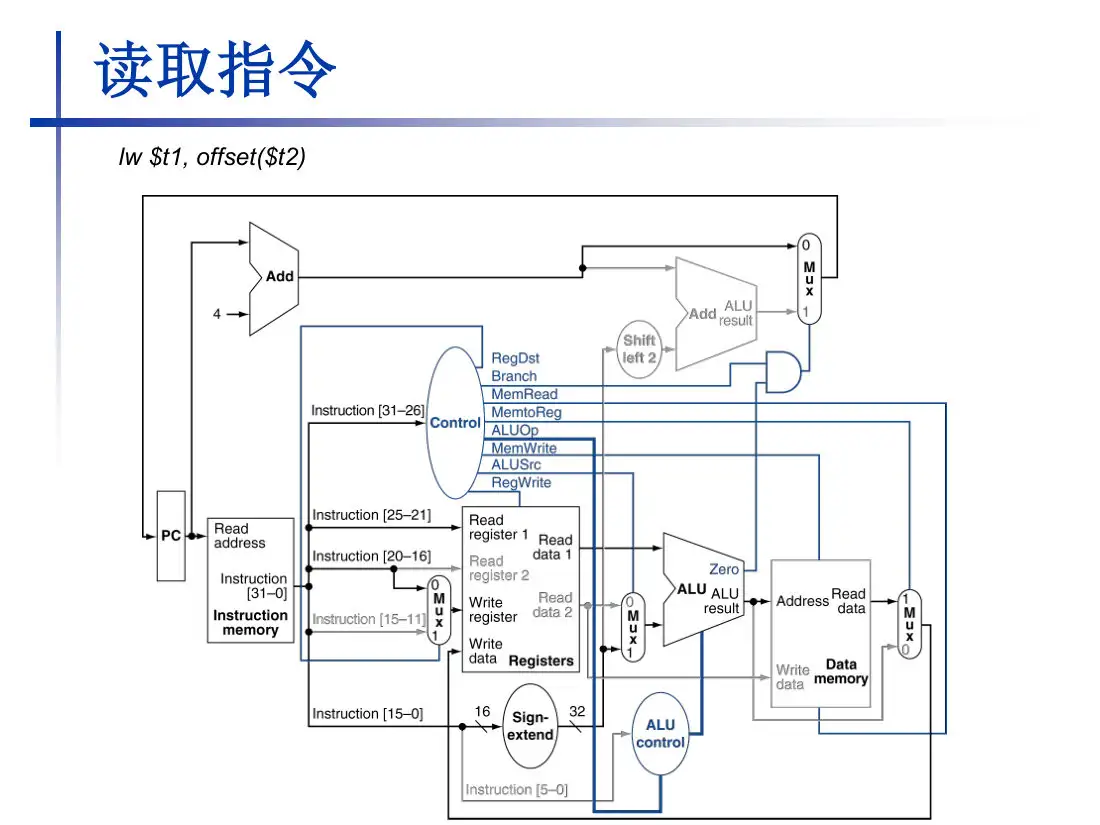 读取指令
lw $t1, offset($t2)
Add
4
0
Mux
1
Add
ALU result
Shift left 2
RegDst
Branch
MemRead
MemtoReg
ALUOp
MemWrite
ALUSrc
RegWrite
Control
Instruction [31–26]
Instruction [25–21]
Instruction [20–16]
Instruction [15–11]
Instruction [15–0]
Instruction [5–0]
PC
Read address
Instruction [31–0]
Instruction memory
0
Mux
1
Read register 1
Read register 2
Write register
Write data
Read data 1
Read data 2
Registers
0
Mux
1
Zero
ALU
ALU result
Address
Read data
Write data
Data memory
1
Mux
0
16
Sign-extend
32
ALU control